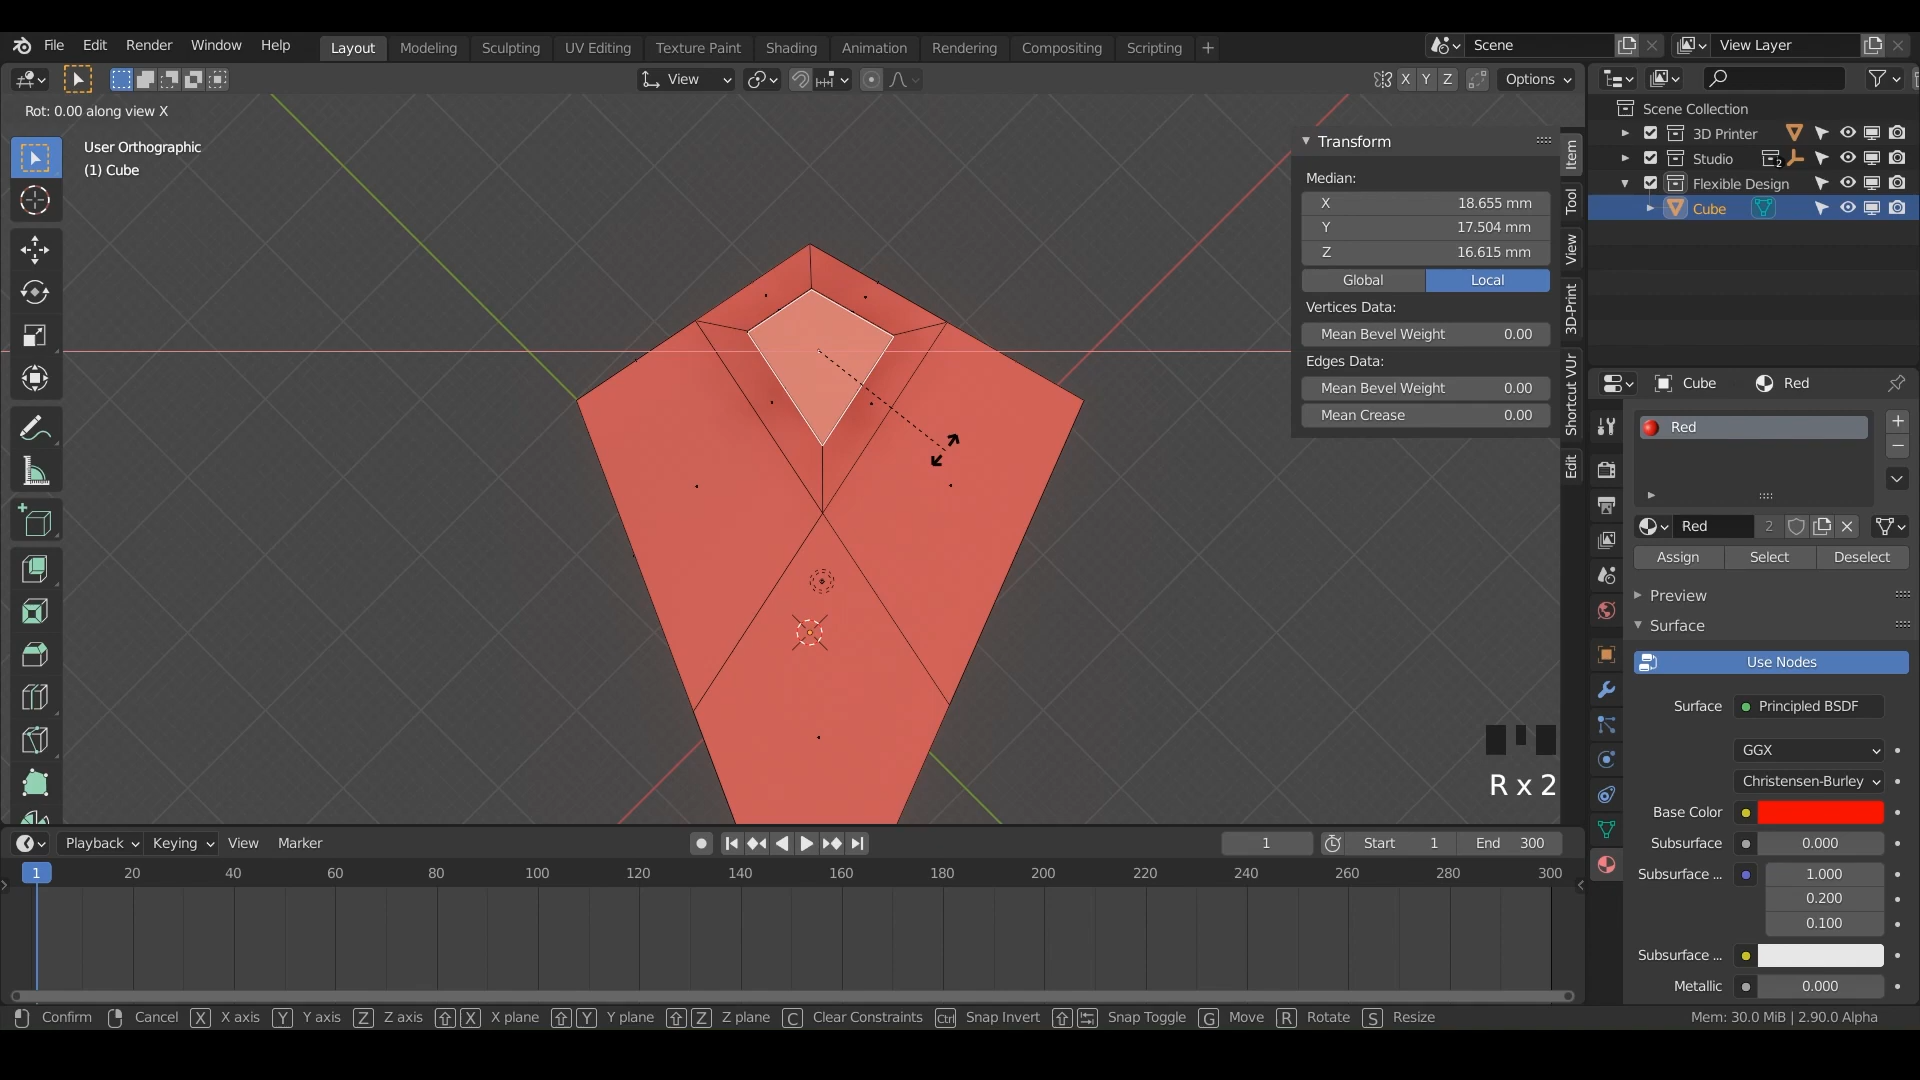 File Edit Render Window Help
Layout Modeling Sculpting UV Editing Texture Paint Shading Animation Rendering Compositing Scripting +
Scene
View Layer
View
X Y Z
Options
Rot: 0.00 along view X
User Orthographic
(1) Cube
Transform
Median:
X 18.655 mm
Y 17.504 mm
Z 16.615 mm
Global Local
Vertices Data:
Mean Bevel Weight 0.00
Edges Data:
Mean Bevel Weight 0.00
Mean Crease 0.00
Item
Tool
View
3D-Print
Shortcut VUr
Edit
R x 2
Scene Collection
3D Printer
Studio 2
Flexible Design
Cube
Cube Red
Red
Red 2
Assign Select Deselect
Preview
Surface
Use Nodes
Surface Principled BSDF
GGX
Christensen-Burley
Base Color
Subsurface 0.000
Subsurface ... 1.000
0.200
0.100
Subsurface ...
Metallic 0.000
Playback Keying View Marker
1
Start 1
End 300
1 20 40 60 80 100 120 140 160 180 200 220 240 260 280 300
Confirm Cancel X X axis Y Y axis Z Z axis X X plane Y Y plane Z Z plane C Clear Constraints Ctrl Snap Invert Snap Toggle G Move R Rotate S Resize
Mem: 30.0 MiB | 2.90.0 Alpha